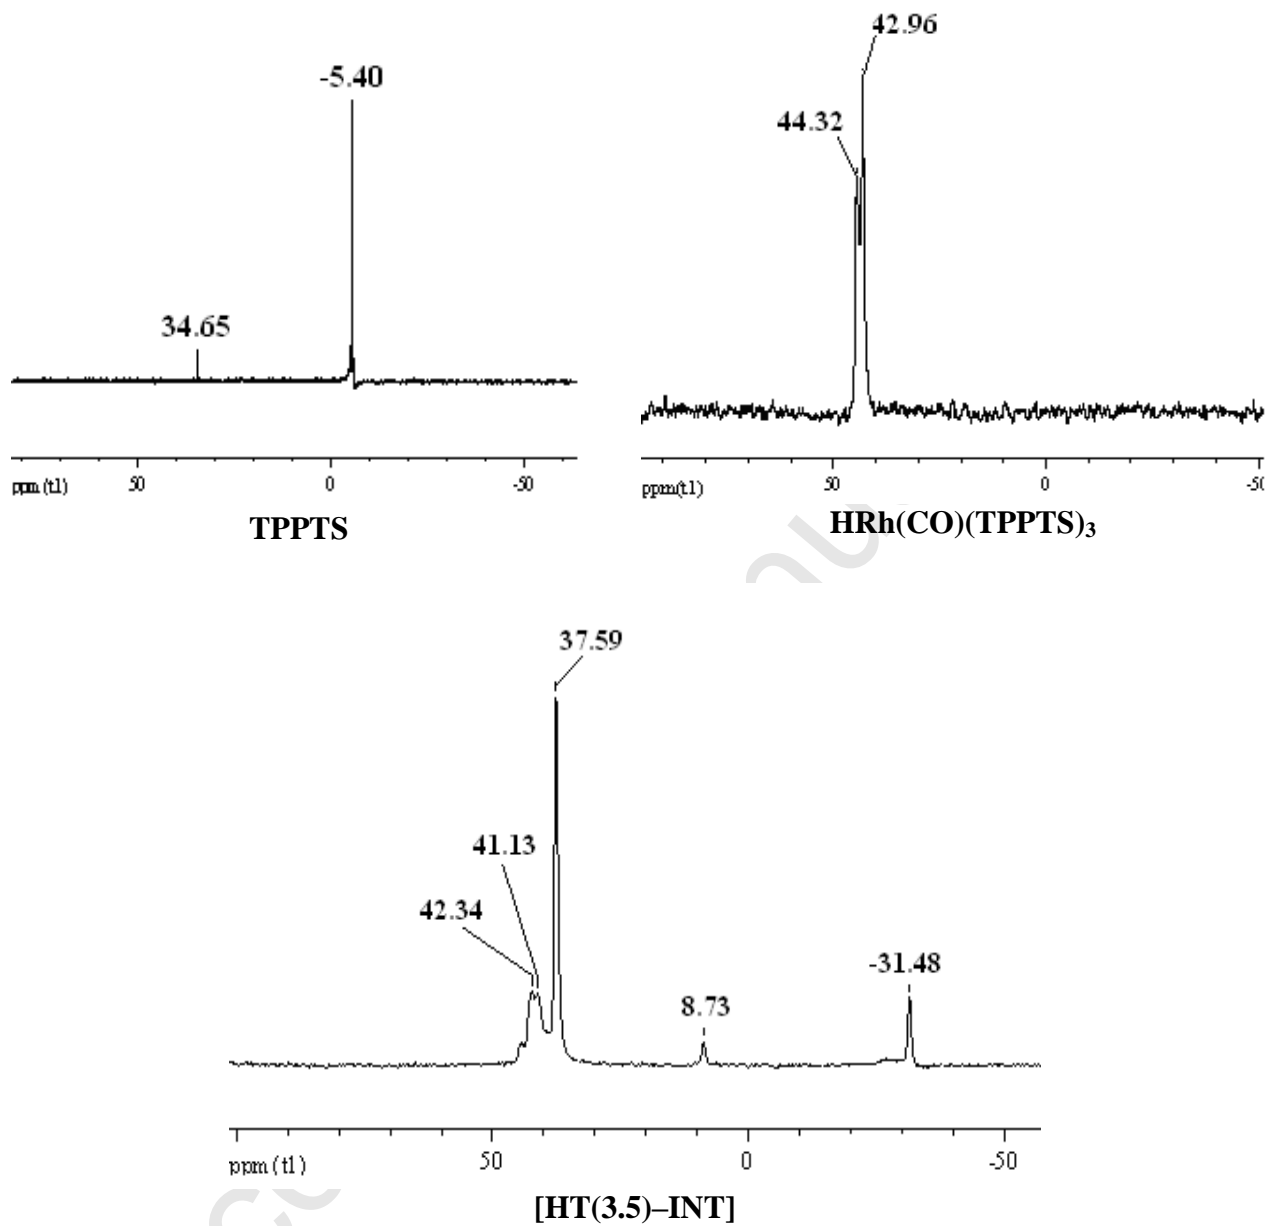 42.96
-5.40
44.32
34.65
ppm (t1) 50 0 -50
ppm(t1) 50 0
TPPTS
HRh(CO)(TPPTS)₃
37.59
41.13
42.34
-31.48
8.73
ppm (t1) 50 0 -50
[HT(3.5)–INT]